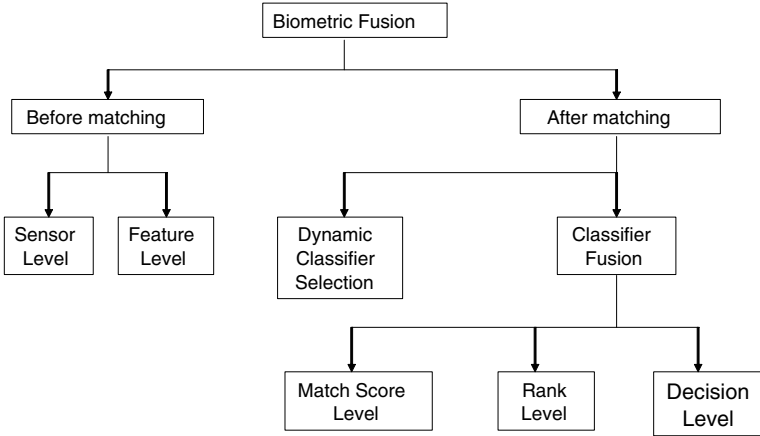 Biometric Fusion
Before matching
After matching
Sensor
Level
Feature
Level
Dynamic
Classifier
Selection
Classifier
Fusion
Match Score
Level
Rank
Level
Decision
Level